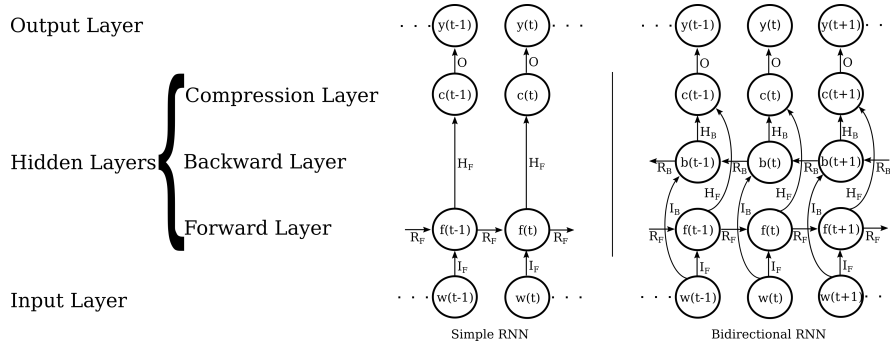 Output Layer
. . . y(t-1) y(t) . . .
. . . y(t-1) y(t) y(t+1) . . .
O O O O O
Compression Layer
c(t-1) c(t) c(t-1) c(t) c(t+1)
H_B H_B H_B
Hidden Layers
Backward Layer
H_F H_F
b(t-1) b(t) b(t+1)
R_B R_B R_B R_B
H_F H_F H_F
I_B I_B I_B
Forward Layer
f(t-1) f(t) f(t-1) f(t) f(t+1)
R_F R_F R_F R_F R_F R_F R_F
I_F I_F I_F I_F I_F
Input Layer
. . . w(t-1) w(t) . . .
. . . w(t-1) w(t) w(t+1) . . .
Simple RNN
Bidirectional RNN